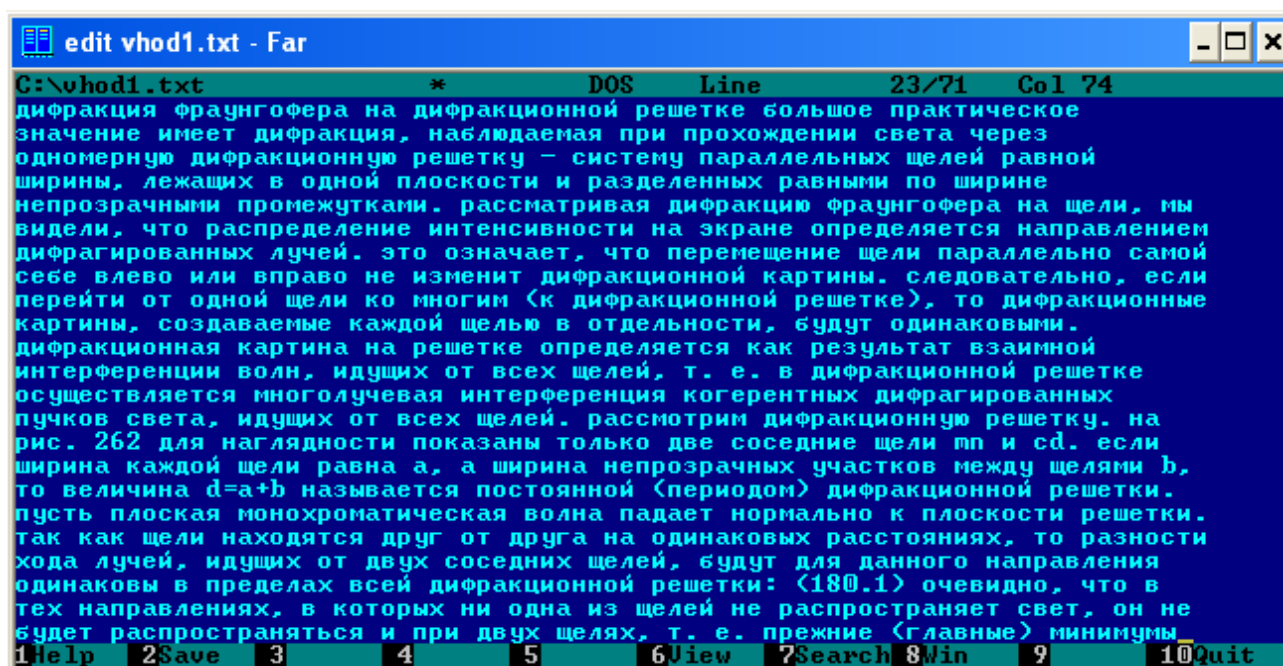 edit vhod1.txt - Far
C:\vhod1.txt * DOS Line 23/71 Col 74
дифракция фраунгофера на дифракционной решетке большое практическое
значение имеет дифракция, наблюдаемая при прохождении света через
одномерную дифракционную решетку – систему параллельных щелей равной
ширины, лежащих в одной плоскости и разделенных равными по ширине
непрозрачными промежутками. рассматривая дифракцию фраунгофера на щели, мы
видели, что распределение интенсивности на экране определяется направлением
дифрагированных лучей. это означает, что перемещение щели параллельно самой
себе влево или вправо не изменит дифракционной картины. следовательно, если
перейти от одной щели ко многим (к дифракционной решетке), то дифракционные
картины, создаваемые каждой щелью в отдельности, будут одинаковыми.
дифракционная картина на решетке определяется как результат взаимной
интерференции волн, идущих от всех щелей, т. е. в дифракционной решетке
осуществляется многолучевая интерференция когерентных дифрагированных
пучков света, идущих от всех щелей. рассмотрим дифракционную решетку. на
рис. 262 для наглядности показаны только две соседние щели mn и cd. если
ширина каждой щели равна a, а ширина непрозрачных участков между щелями b,
то величина d=a+b называется постоянной (периодом) дифракционной решетки.
пусть плоская монохроматическая волна падает нормально к плоскости решетки.
так как щели находятся друг от друга на одинаковых расстояниях, то разности
хода лучей, идущих от двух соседних щелей, будут для данного направления
одинаковы в пределах всей дифракционной решетки: (180.1) очевидно, что в
тех направлениях, в которых ни одна из щелей не распространяет свет, он не
будет распространяться и при двух щелях, т. е. прежние (главные) минимумы
1Help 2Save 3 4 5 6View 7Search 8Win 9 10Quit